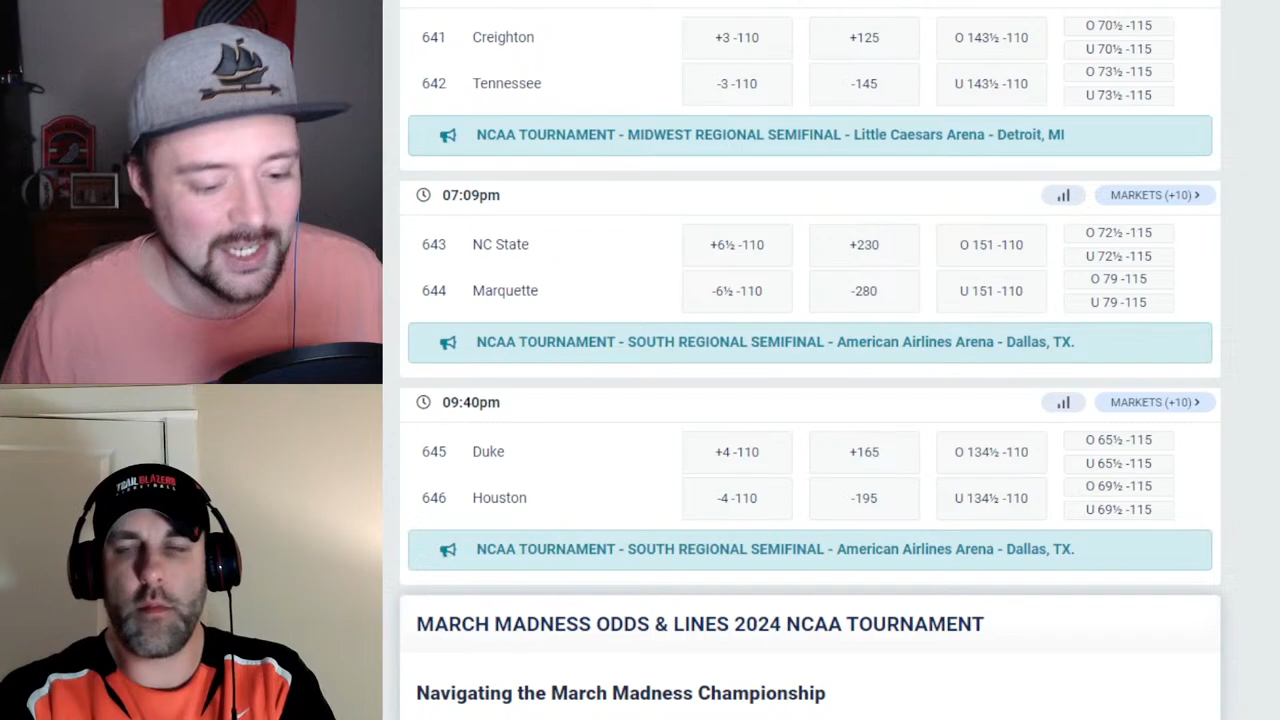 641 Creighton +3 -110 +125 O 143½ -110 O 70½ -115
U 70½ -115
642 Tennessee -3 -110 -145 U 143½ -110 O 73½ -115
U 73½ -115
NCAA TOURNAMENT - MIDWEST REGIONAL SEMIFINAL - Little Caesars Arena - Detroit, MI
07:09pm MARKETS (+10)
643 NC State +6½ -110 +230 O 151 -110 O 72½ -115
U 72½ -115
644 Marquette -6½ -110 -280 U 151 -110 O 79 -115
U 79 -115
NCAA TOURNAMENT - SOUTH REGIONAL SEMIFINAL - American Airlines Arena - Dallas, TX.
09:40pm MARKETS (+10)
645 Duke +4 -110 +165 O 134½ -110 O 65½ -115
U 65½ -115
646 Houston -4 -110 -195 U 134½ -110 O 69½ -115
U 69½ -115
NCAA TOURNAMENT - SOUTH REGIONAL SEMIFINAL - American Airlines Arena - Dallas, TX.
MARCH MADNESS ODDS & LINES 2024 NCAA TOURNAMENT
Navigating the March Madness Championship
TRAIL BLAZERS